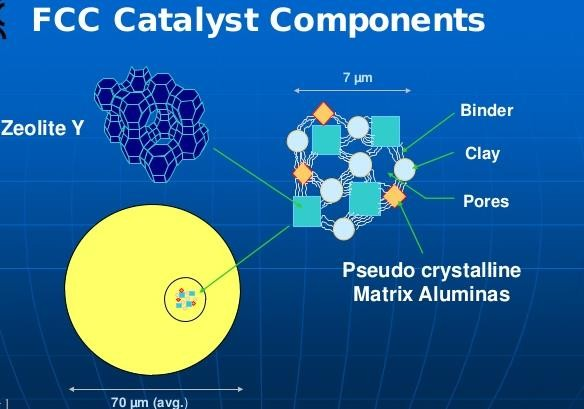 FCC Catalyst Components
7 µm
Zeolite Y
Binder
Clay
Pores
Pseudo crystalline
Matrix Aluminas
70 µm (avg.)